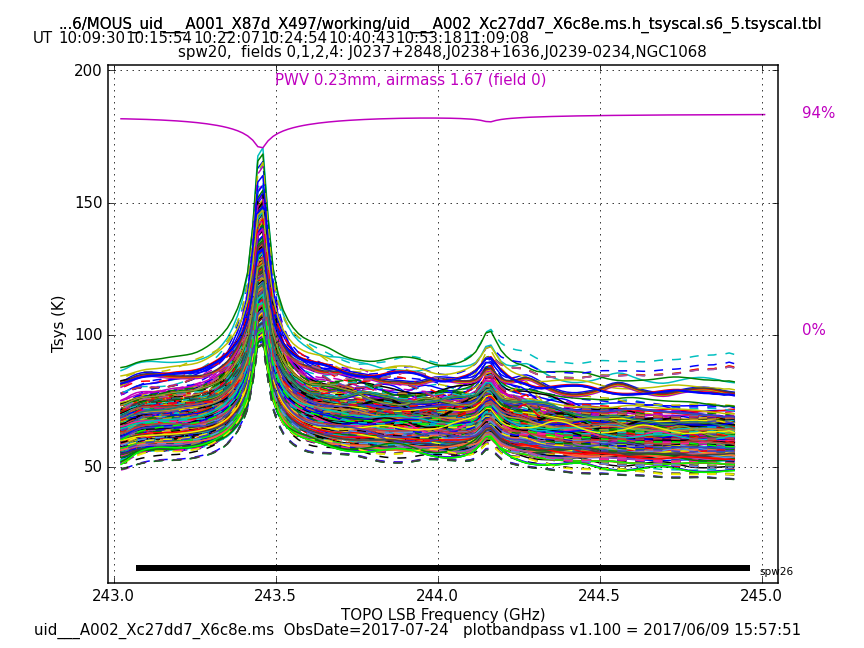 ...6/MOUS_uid___A001_X87d_X497/working/uid___A002_Xc27dd7_X6c8e.ms.h_tsyscal.s6_5.tsyscal.tbl
UT 10:09:30 10:15:54 10:22:07 10:24:54 10:40:43 10:53:18 11:09:08
spw20, fields 0,1,2,4: J0237+2848,J0238+1636,J0239-0234,NGC1068
PWV 0.23mm, airmass 1.67 (field 0)
200
150
100
50
Tsys (K)
94%
0%
spw26
243.0 243.5 244.0 244.5 245.0
TOPO LSB Frequency (GHz)
uid___A002_Xc27dd7_X6c8e.ms ObsDate=2017-07-24 plotbandpass v1.100 = 2017/06/09 15:57:51